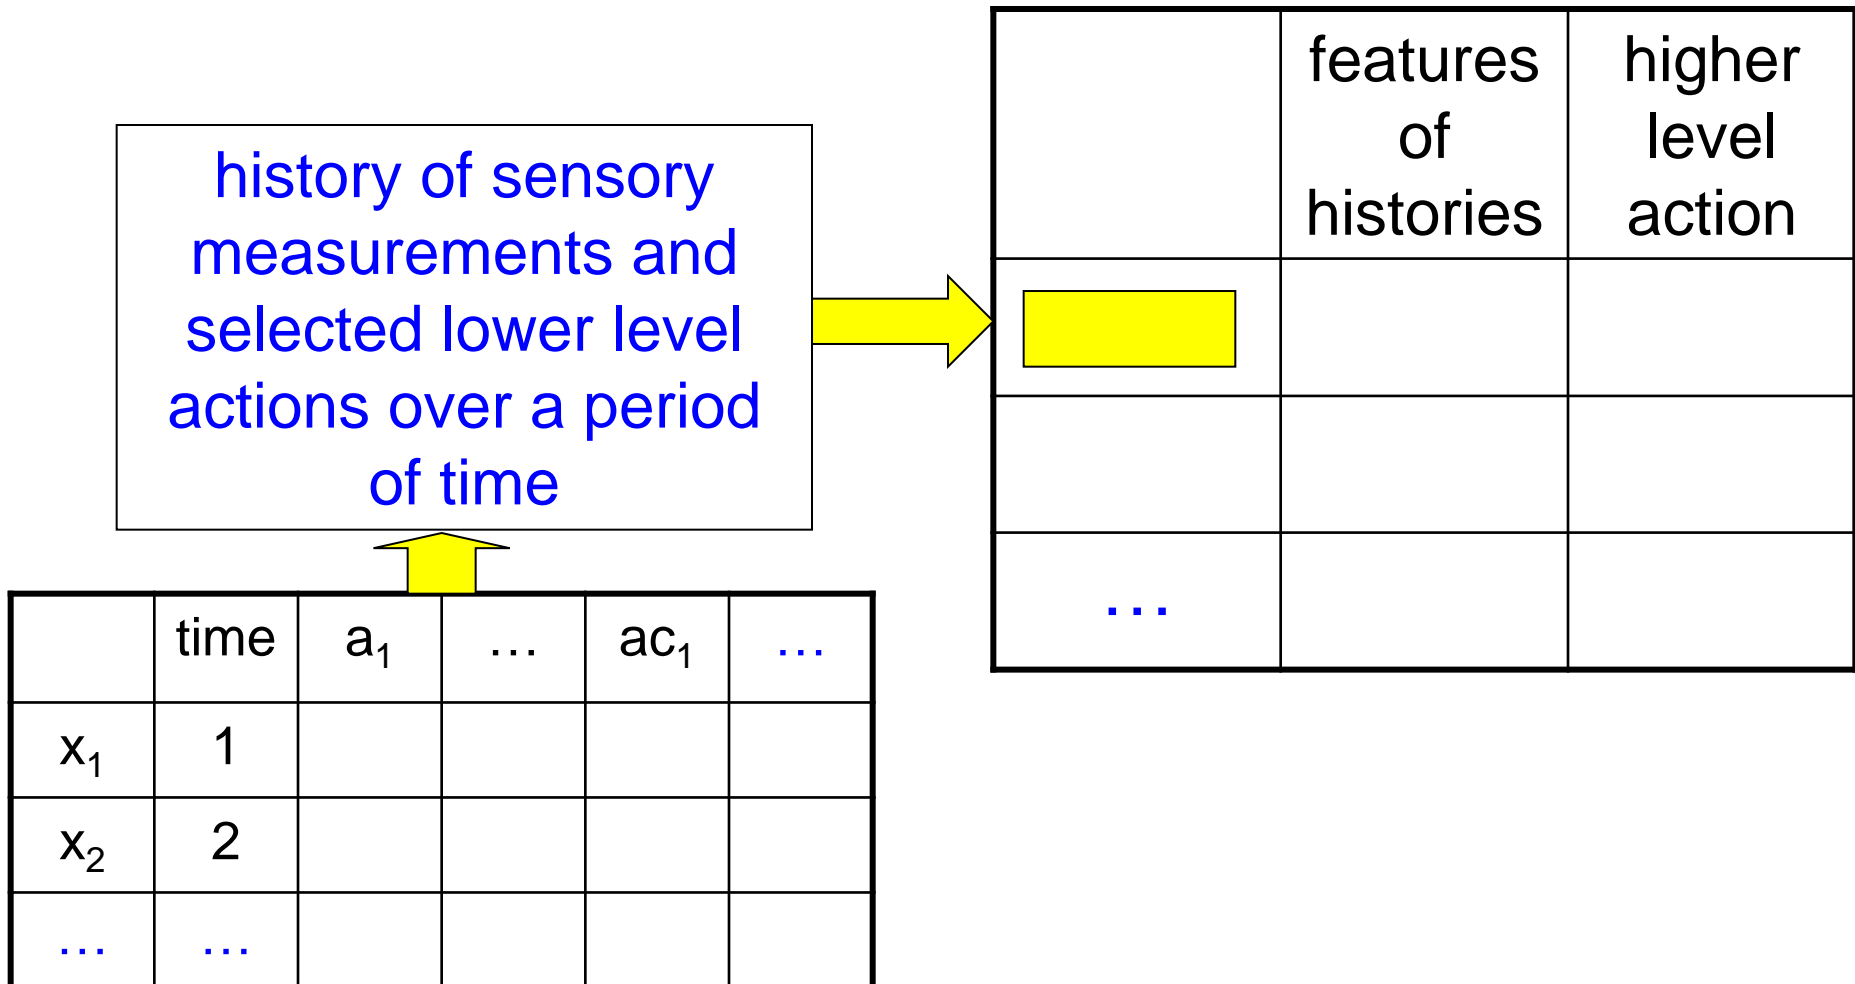 history of sensory
measurements and
selected lower level
actions over a period
of time
features
of
histories
higher
level
action
…
time a₁ … ac₁ …
x₁ 1
x₂ 2
… …